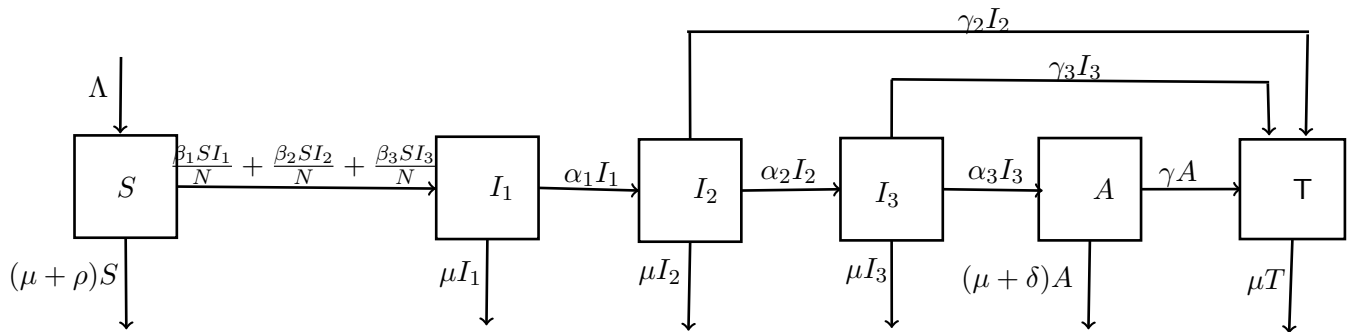 γ₂I₂
γ₃I₃
Λ
β₁SI₁/N + β₂SI₂/N + β₃SI₃/N
α₁I₁
α₂I₂
α₃I₃
γA
S
I₁
I₂
I₃
A
T
(μ + ρ)S
μI₁
μI₂
μI₃
(μ + δ)A
μT